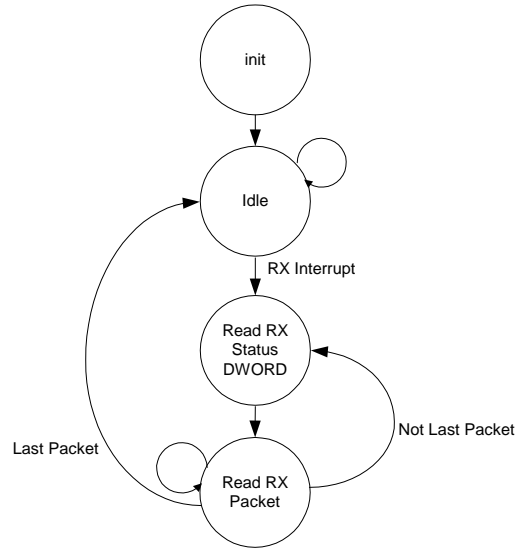 init
Idle
RX Interrupt
Read RX
Status
DWORD
Last Packet
Not Last Packet
Read RX
Packet